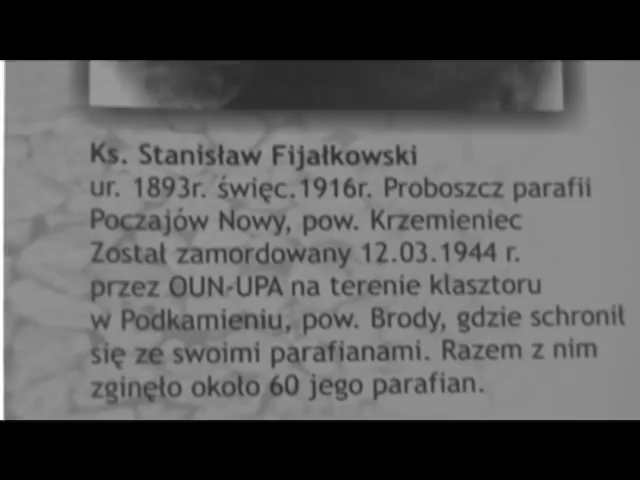 Ks. Stanisław Fijałkowski
ur. 1893r. święc.1916r. Proboszcz parafii
Poczajów Nowy, pow. Krzemieniec
Został zamordowany 12.03.1944 r.
przez OUN-UPA na terenie klasztoru
w Podkamieniu, pow. Brody, gdzie schronił
się ze swoimi parafianami. Razem z nim
zginęło około 60 jego parafian.